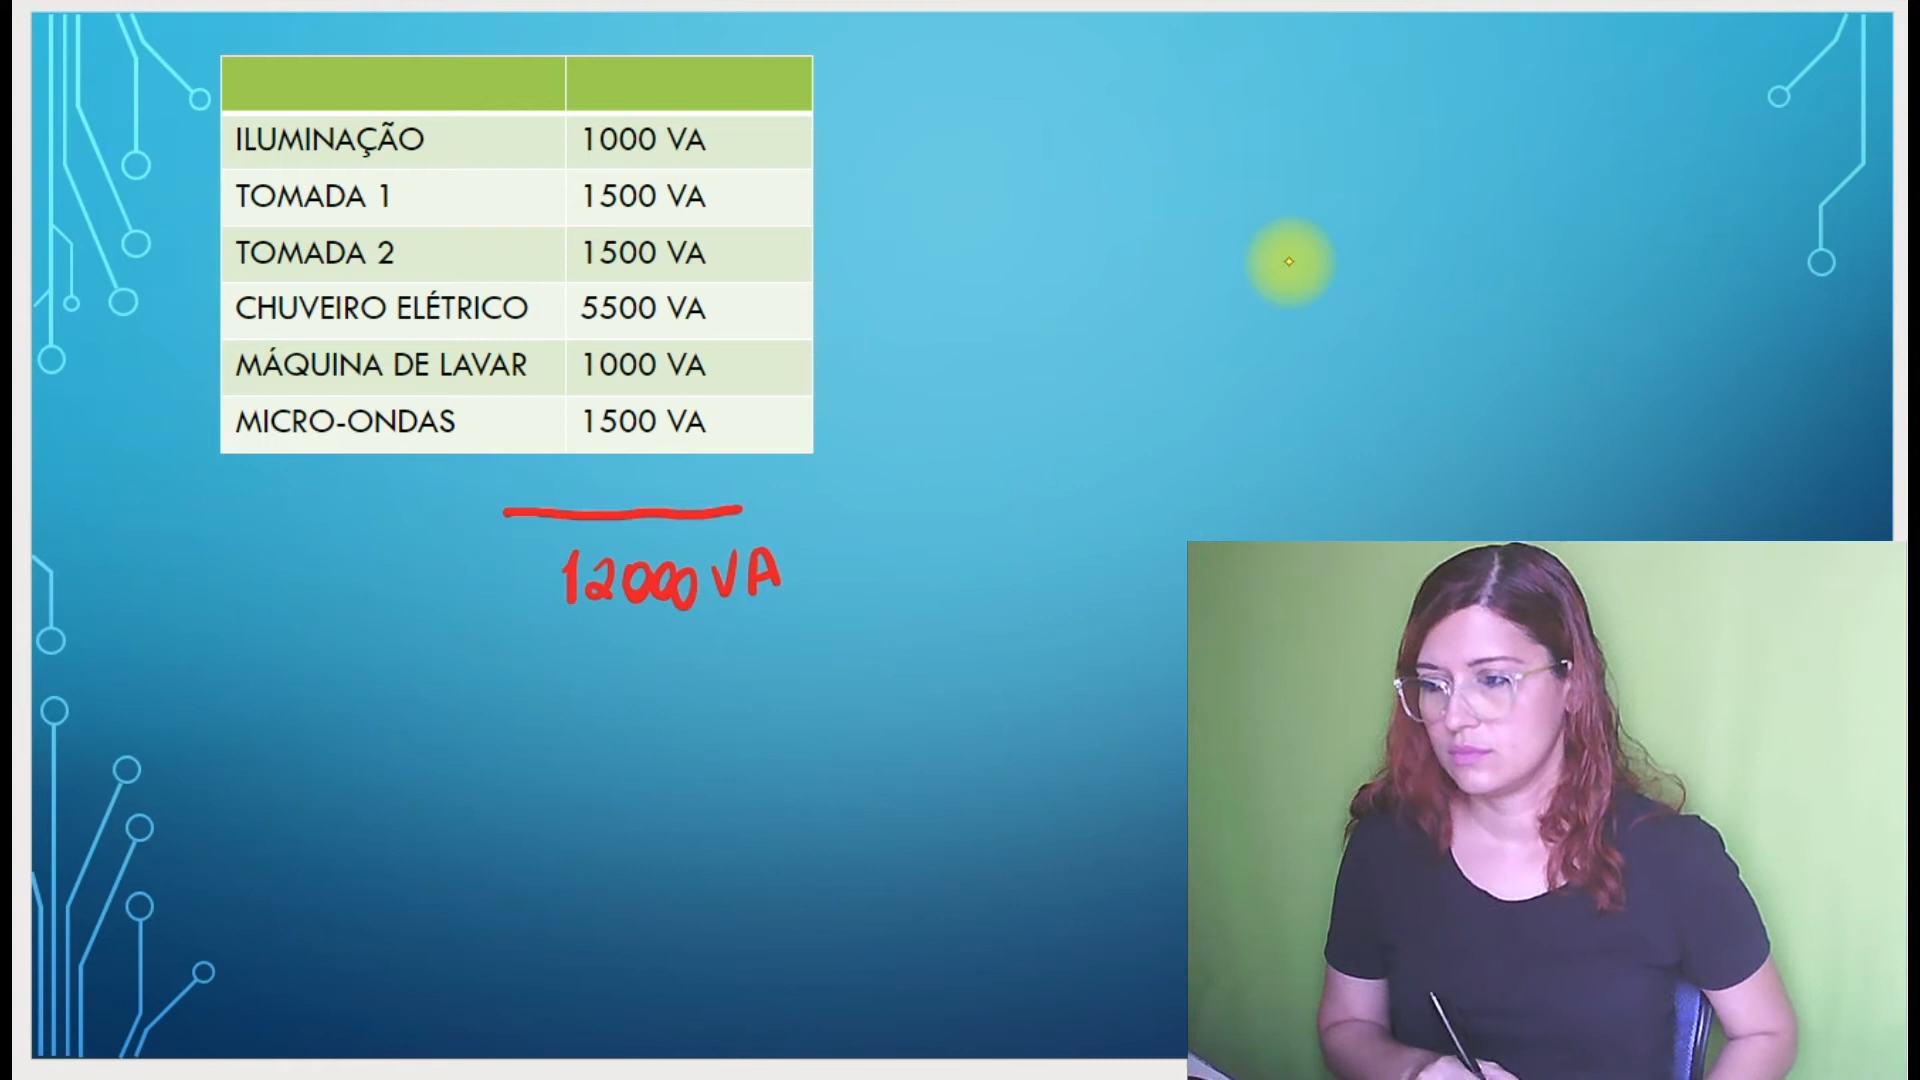 ILUMINAÇÃO 1000 VA
TOMADA 1 1500 VA
TOMADA 2 1500 VA
CHUVEIRO ELÉTRICO 5500 VA
MÁQUINA DE LAVAR 1000 VA
MICRO-ONDAS 1500 VA
12000 VA